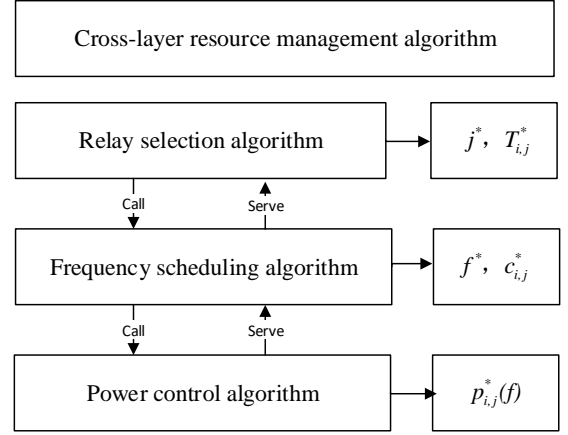 Cross-layer resource management algorithm
Relay selection algorithm
j*, T*i,j
Call
Serve
Frequency scheduling algorithm
f*, c*i,j
Call
Serve
Power control algorithm
p*i,j(f)